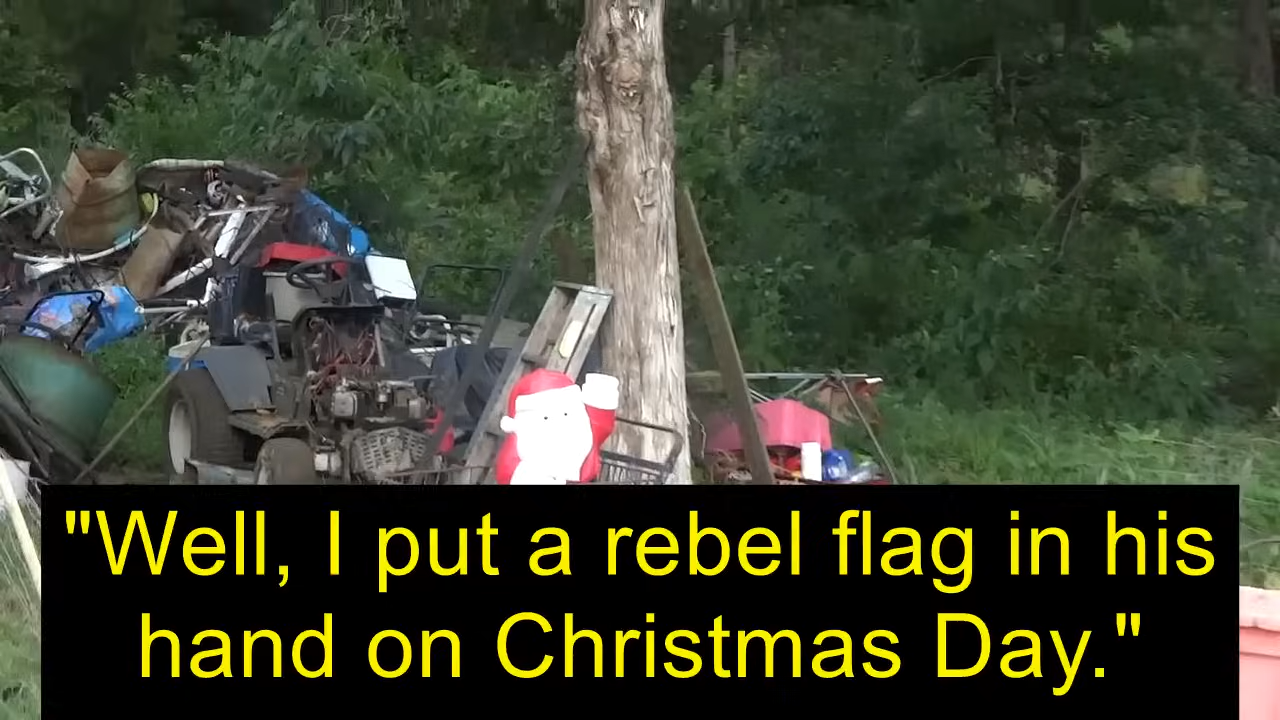 "Well, I put a rebel flag in his
hand on Christmas Day."